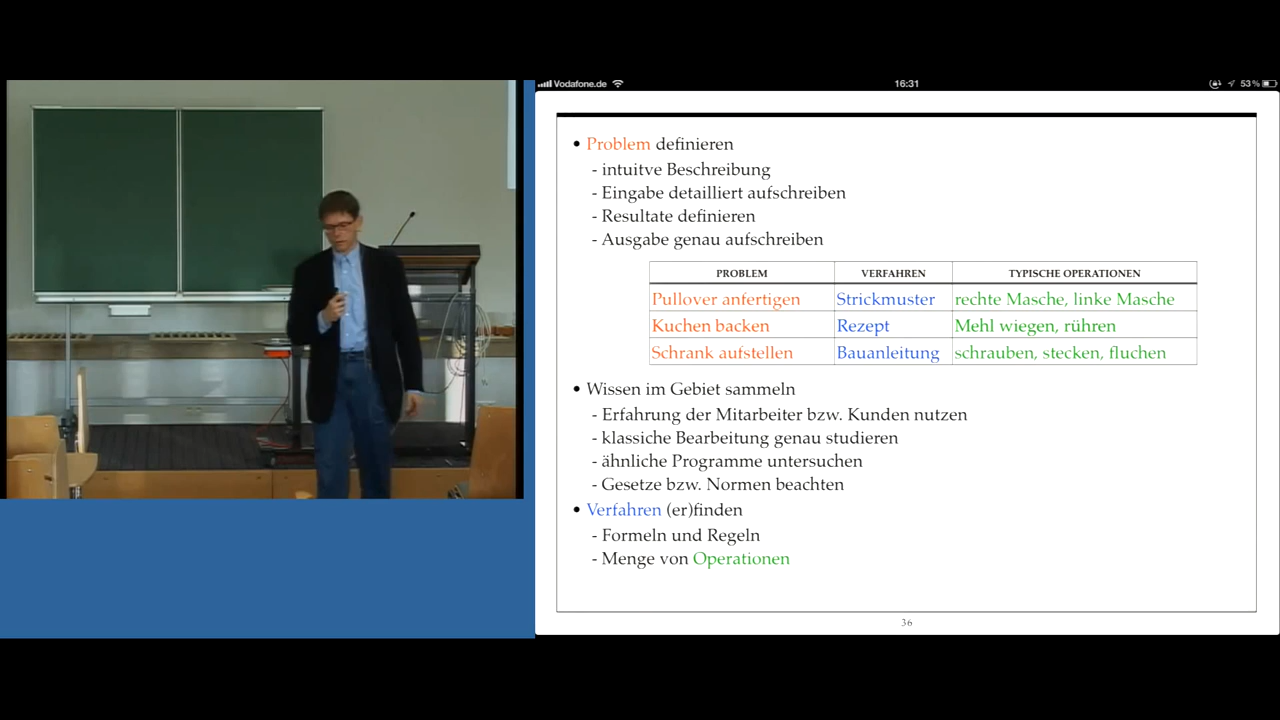 Vodafone.de 16:31 53%
• Problem definieren
- intuitve Beschreibung
- Eingabe detailliert aufschreiben
- Resultate definieren
- Ausgabe genau aufschreiben
PROBLEM VERFAHREN TYPISCHE OPERATIONEN
Pullover anfertigen Strickmuster rechte Masche, linke Masche
Kuchen backen Rezept Mehl wiegen, rühren
Schrank aufstellen Bauanleitung schrauben, stecken, fluchen
• Wissen im Gebiet sammeln
- Erfahrung der Mitarbeiter bzw. Kunden nutzen
- klassiche Bearbeitung genau studieren
- ähnliche Programme untersuchen
- Gesetze bzw. Normen beachten
• Verfahren (er)finden
- Formeln und Regeln
- Menge von Operationen
36